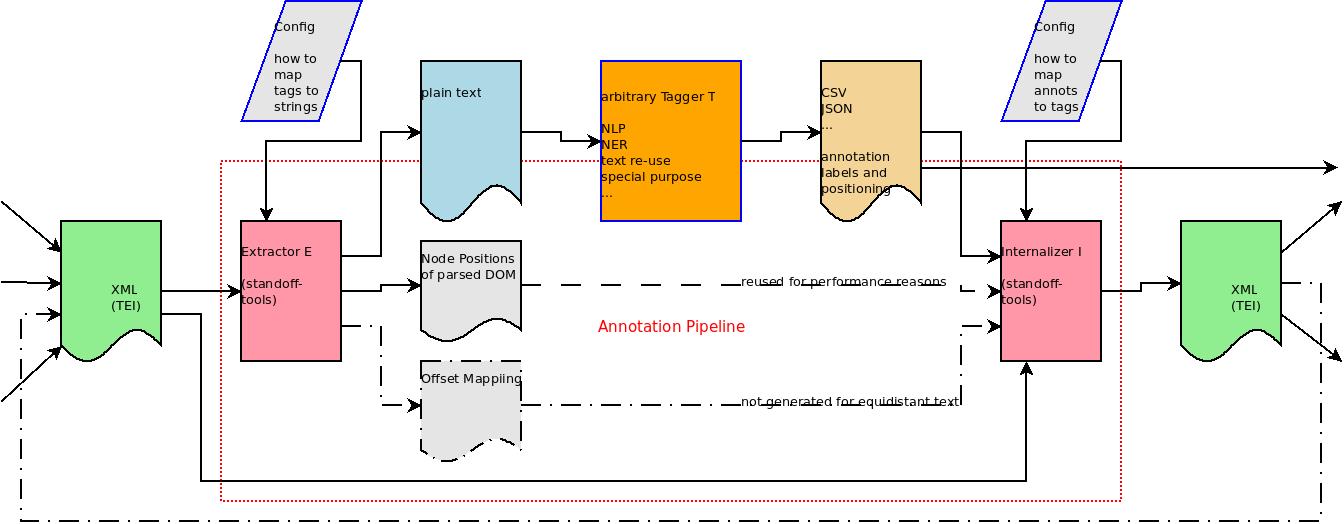 Config
how to
map
tags to
strings
plain text
arbitrary Tagger T
NLP
NER
text re-use
special purpose
...
CSV
JSON
...
annotation
labels and
positioning
Config
how to
map
annots
to tags
XML
(TEI)
Extractor E
(standoff-
tools)
Node Positions
of parsed DOM
reused for performance reasons
Annotation Pipeline
Offset Mapping
not generated for equidistant text
Internalizer I
(standoff-
tools)
XML
(TEI)